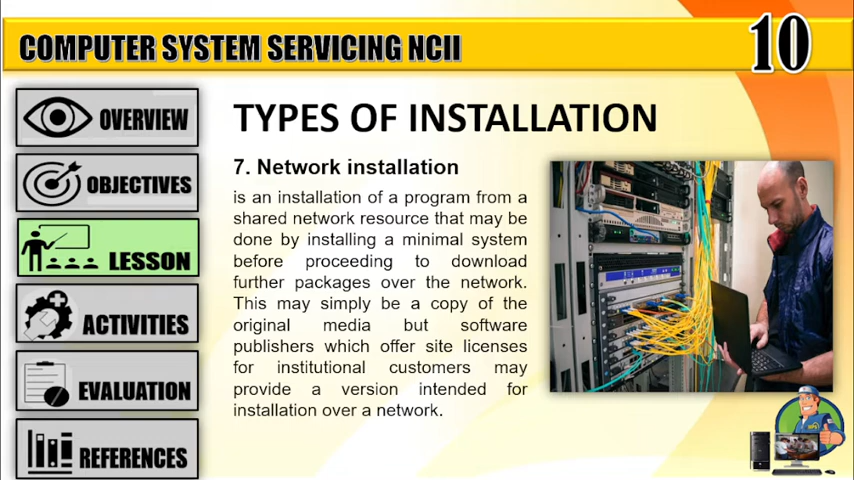 COMPUTER SYSTEM SERVICING NCII
10
OVERVIEW
OBJECTIVES
LESSON
ACTIVITIES
EVALUATION
REFERENCES
TYPES OF INSTALLATION
7. Network installation
is an installation of a program from a
shared network resource that may be
done by installing a minimal system
before proceeding to download
further packages over the network.
This may simply be a copy of the
original media but software
publishers which offer site licenses
for institutional customers may
provide a version intended for
installation over a network.